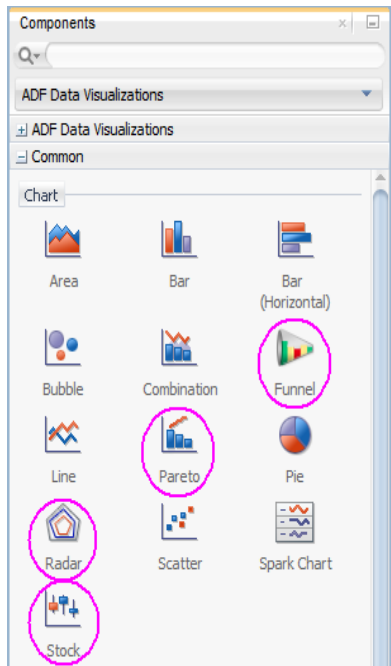 Components
ADF Data Visualizations
ADF Data Visualizations
Common
Chart
Area Bar Bar
(Horizontal)
Bubble Combination Funnel
Line Pareto Pie
Radar Scatter Spark Chart
Stock